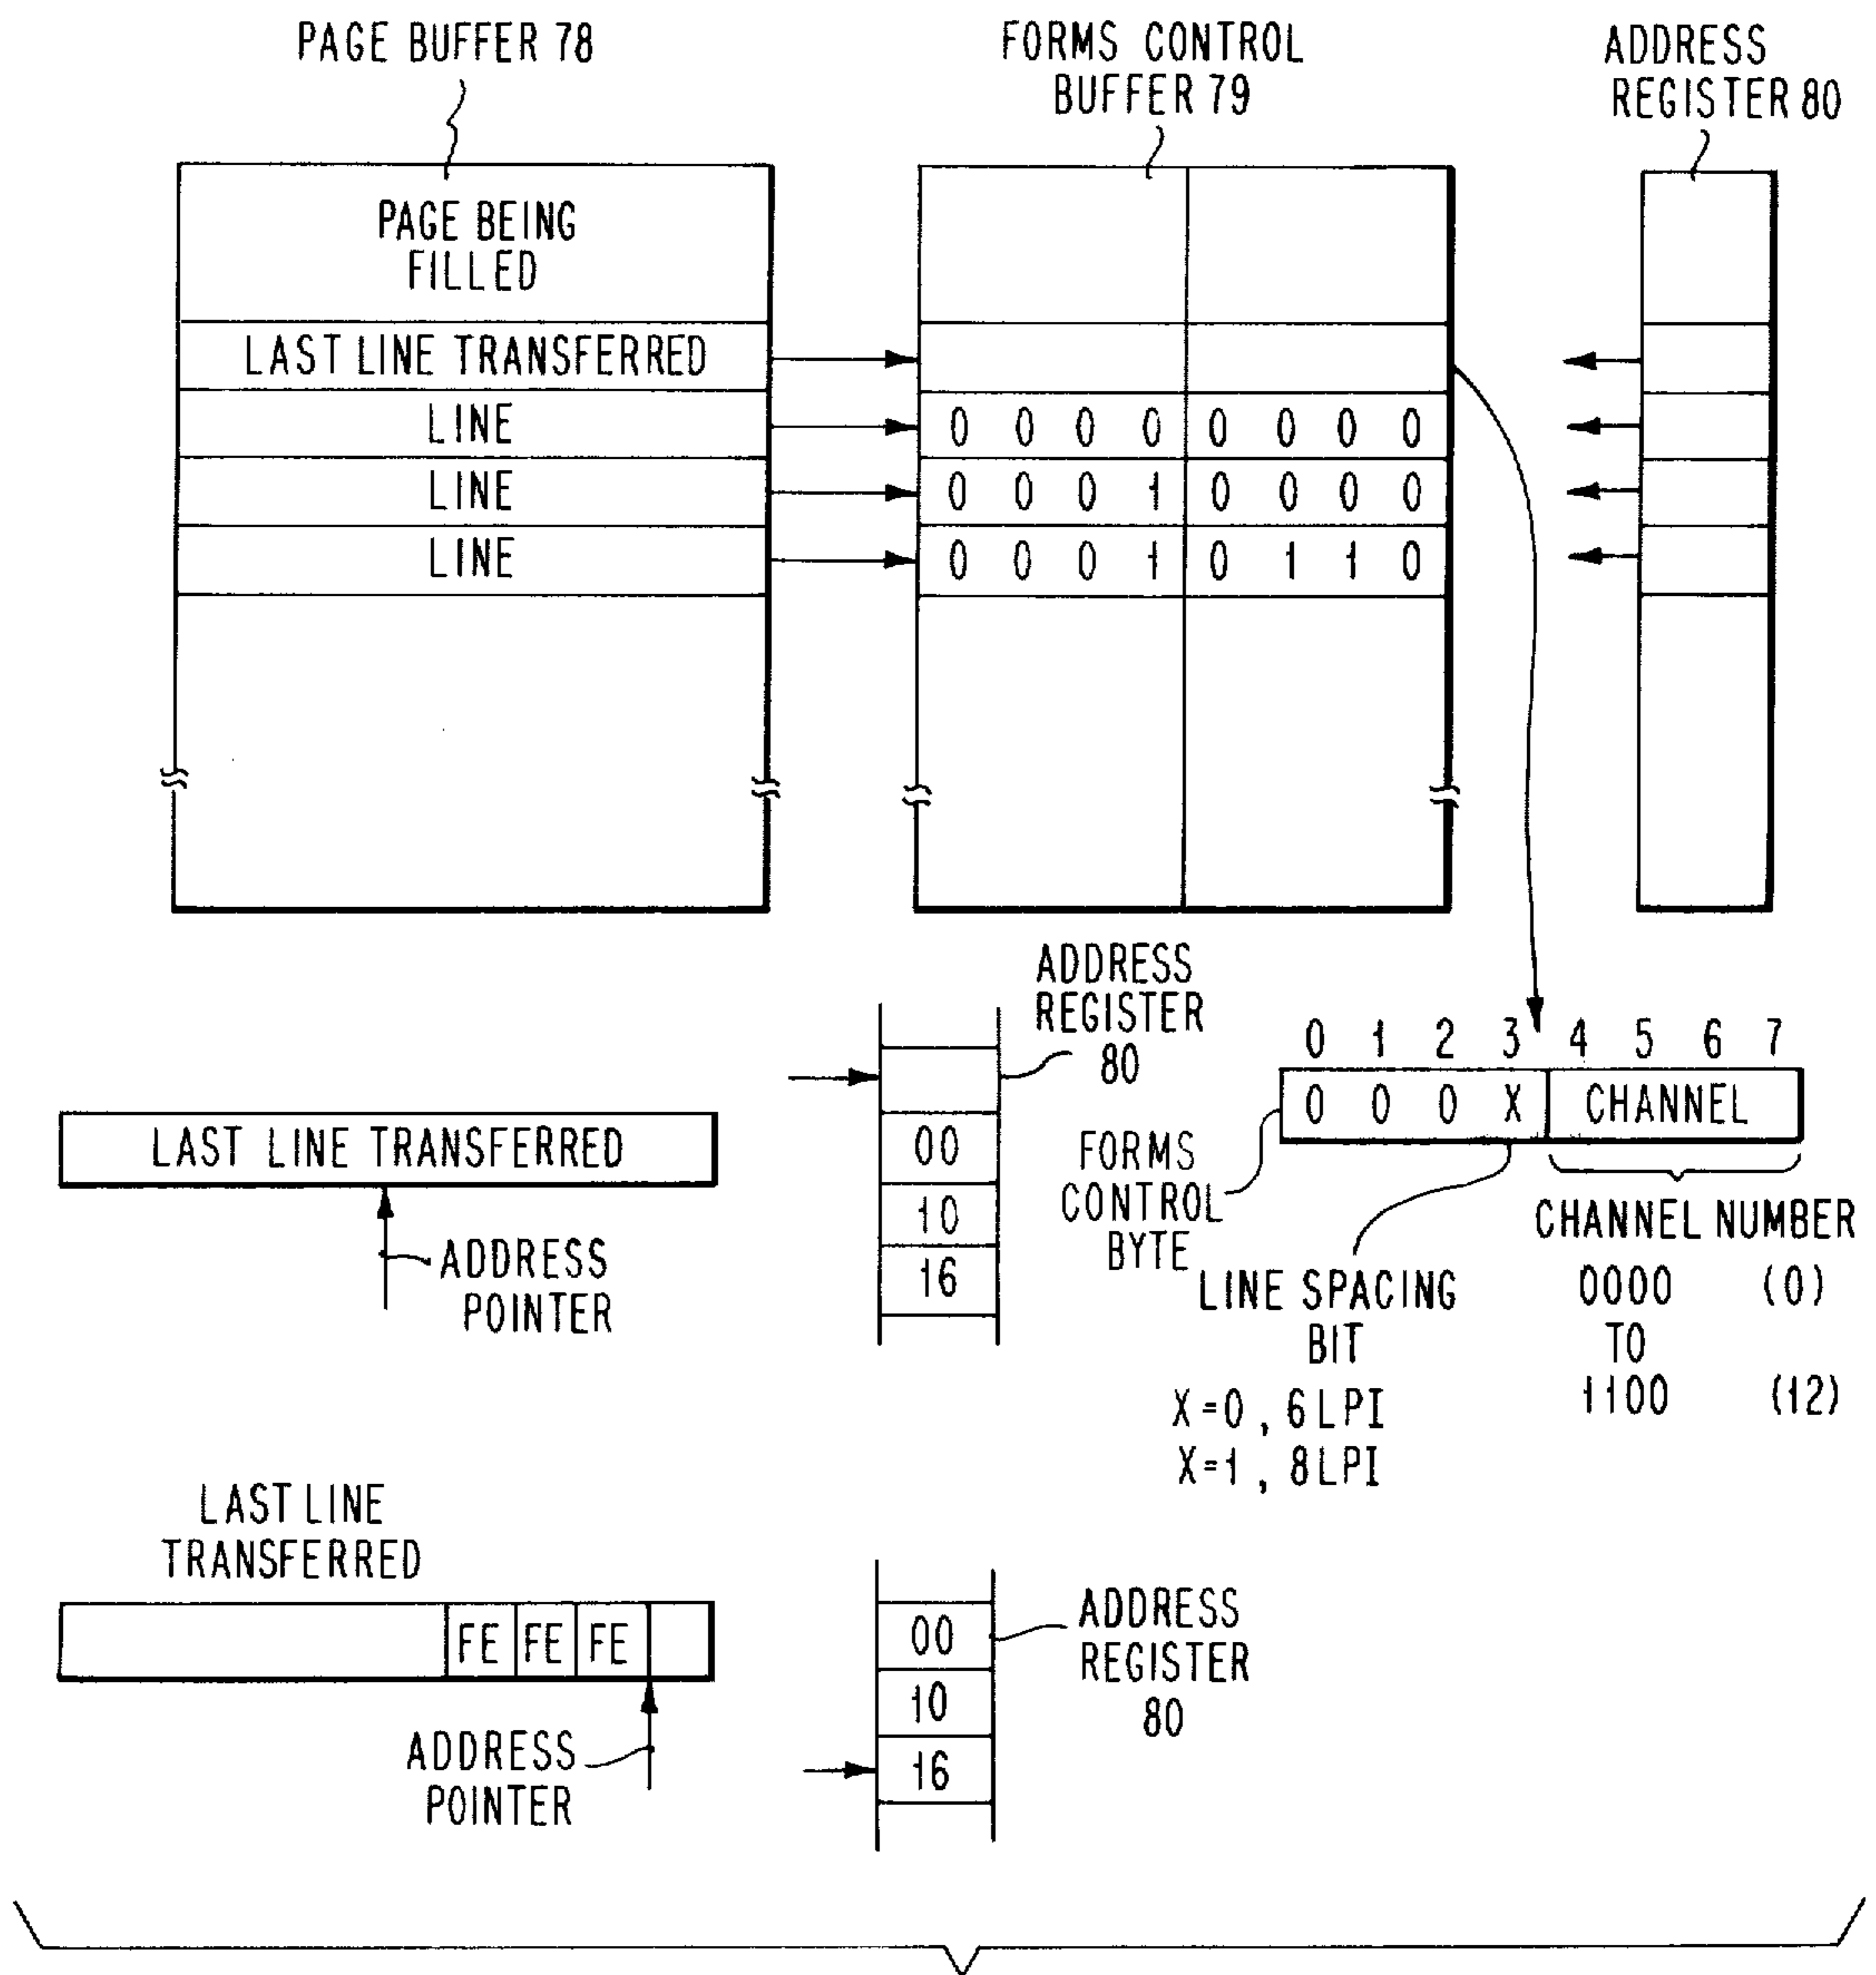 PAGE BUFFER 78
FORMS CONTROL
BUFFER 79
ADDRESS
REGISTER 80
PAGE BEING
FILLED
LAST LINE TRANSFERRED
LINE
0 0 0 0 0 0 0 0
LINE
0 0 0 1 0 0 0 0
LINE
0 0 0 1 0 1 1 0
LAST LINE TRANSFERRED
ADDRESS
POINTER
ADDRESS
REGISTER
80
00
10
16
0 1 2 3 4 5 6 7
0 0 0 X CHANNEL
FORMS
CONTROL
BYTE
LINE SPACING
BIT
X=0, 6LPI
X=1, 8LPI
CHANNEL NUMBER
0000 (0)
TO
1100 (12)
LAST LINE
TRANSFERRED
FE FE FE
ADDRESS
POINTER
00
10
16
ADDRESS
REGISTER
80